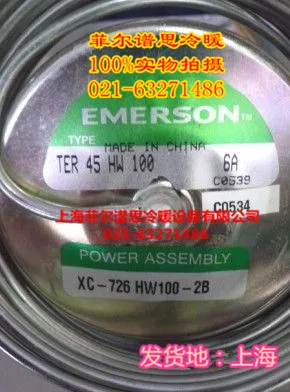 菲尔谱思冷暖
100%实物拍摄
021-63271486
EMERSON™
TYPE
MADE IN CHINA
TER 45 HW 100 6A
C0539
C0534
上海菲尔谱思冷暖设备有限公司
021-63271486
POWER ASSEMBLY
XC-726 HW100-2B
发货地：上海